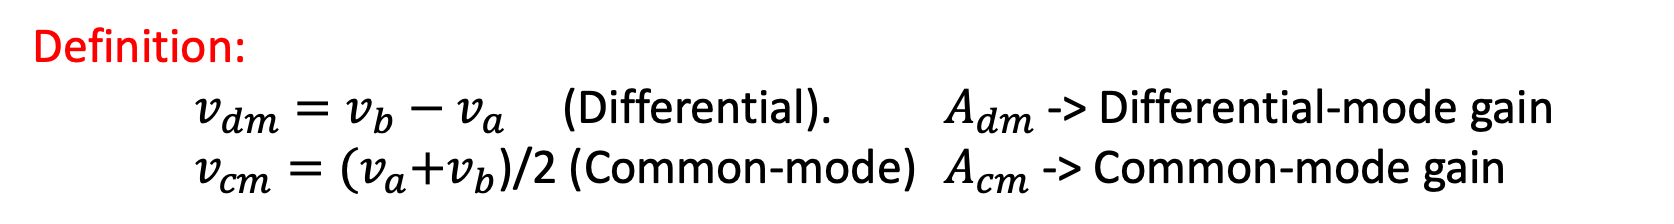 Definition:
v_dm = v_b − v_a (Differential). A_dm -> Differential-mode gain
v_cm = (v_a+v_b)/2 (Common-mode) A_cm -> Common-mode gain